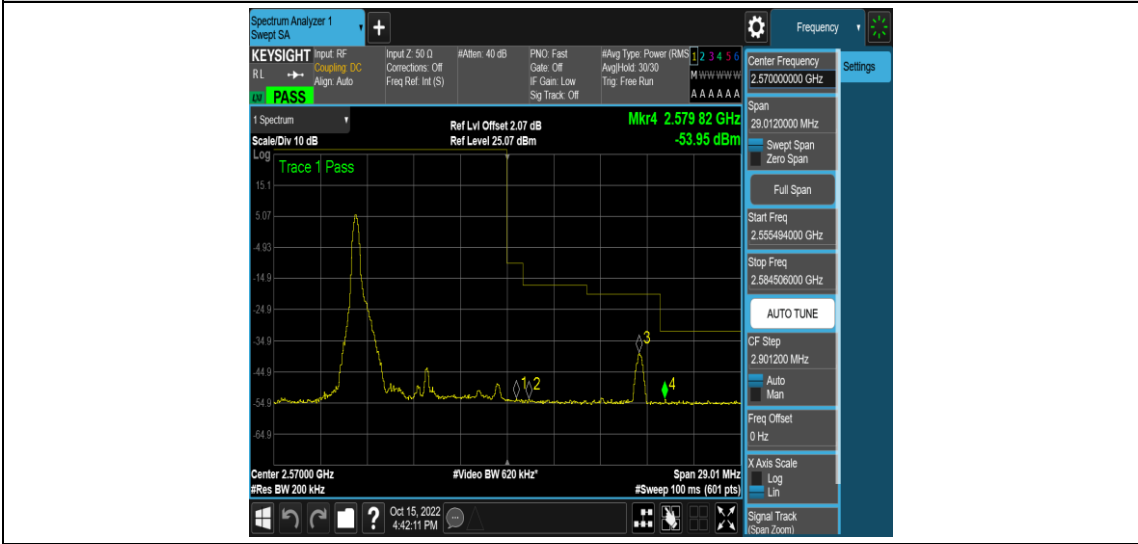 Spectrum Analyzer 1
Swept SA
+
Frequency
KEYSIGHT
RL
LM PASS
Input: RF
Coupling: DC
Align: Auto
Input Z: 50 Ω
Corrections: Off
Freq Ref: Int (S)
#Atten: 40 dB
PNO: Fast
Gate: Off
IF Gain: Low
Sig Track: Off
#Avg Type: Power (RMS
Avg|Hold: 30/30
Trig: Free Run
1 2 3 4 5 6
M W W W W W
A A A A A A
1 Spectrum
Scale/Div 10 dB
Ref Lvl Offset 2.07 dB
Ref Level 25.07 dBm
Mkr4 2.579 82 GHz
-53.95 dBm
Log
Trace 1 Pass
15.1
5.07
-4.93
-14.9
-24.9
-34.9
-44.9
-54.9
-64.9
1
2
3
4
Center 2.57000 GHz
#Res BW 200 kHz
#Video BW 620 kHz*
Span 29.01 MHz
#Sweep 100 ms (601 pts)
Center Frequency
2.570000000 GHz
Settings
Span
29.0120000 MHz
Swept Span
Zero Span
Full Span
Start Freq
2.555494000 GHz
Stop Freq
2.584506000 GHz
AUTO TUNE
CF Step
2.901200 MHz
Auto
Man
Freq Offset
0 Hz
X Axis Scale
Log
Lin
Signal Track
(Span Zoom)
?
Oct 15, 2022
4:42:11 PM